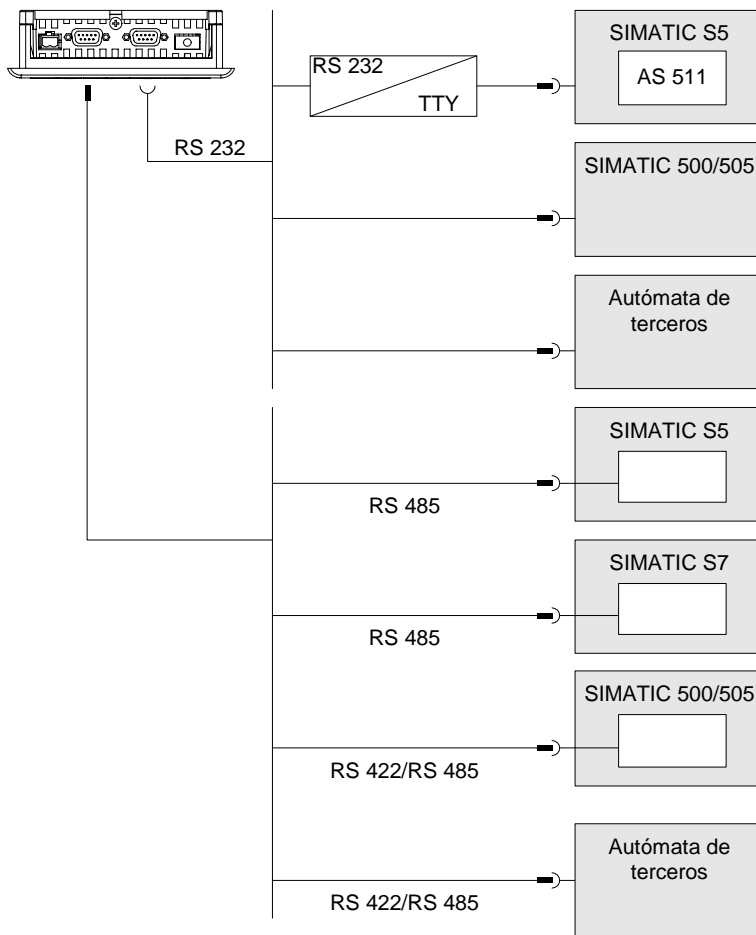 SIMATIC S5
RS 232
AS 511
TTY
RS 232
SIMATIC 500/505
Autómata de
terceros
SIMATIC S5
RS 485
SIMATIC S7
RS 485
SIMATIC 500/505
RS 422/RS 485
Autómata de
terceros
RS 422/RS 485